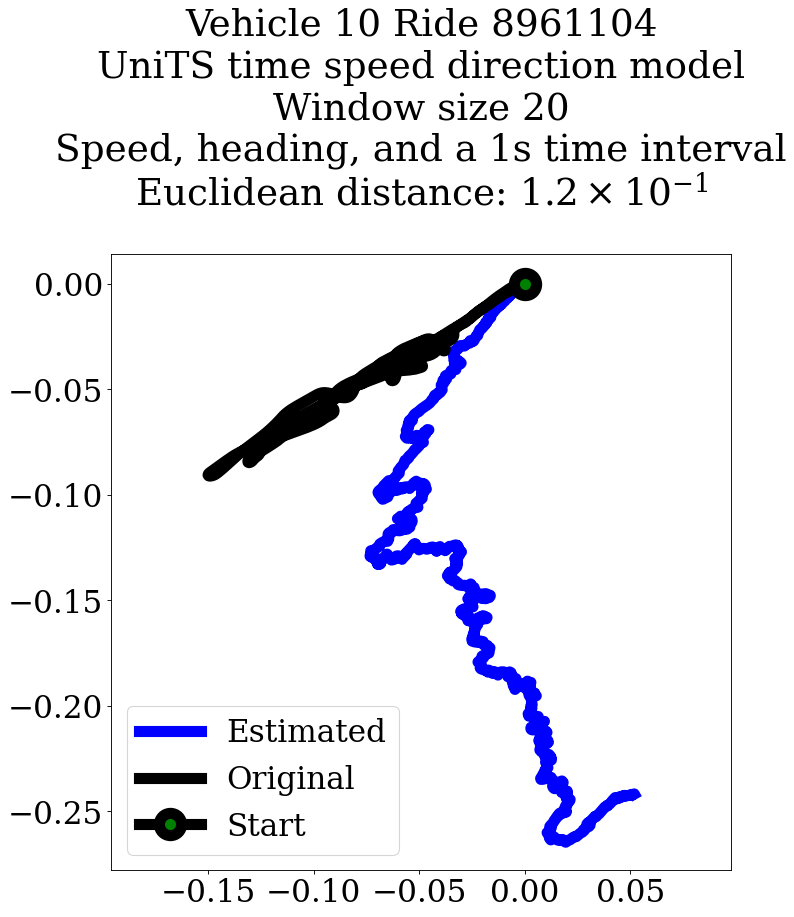 Vehicle 10 Ride 8961104
UniTS time speed direction model
Window size 20
Speed, heading, and a 1s time interval
Euclidean distance: 1.2 × 10⁻¹
0.00
−0.05
−0.10
−0.15
−0.20
−0.25
Estimated
Original
Start
−0.15 −0.10 −0.05 0.00 0.05